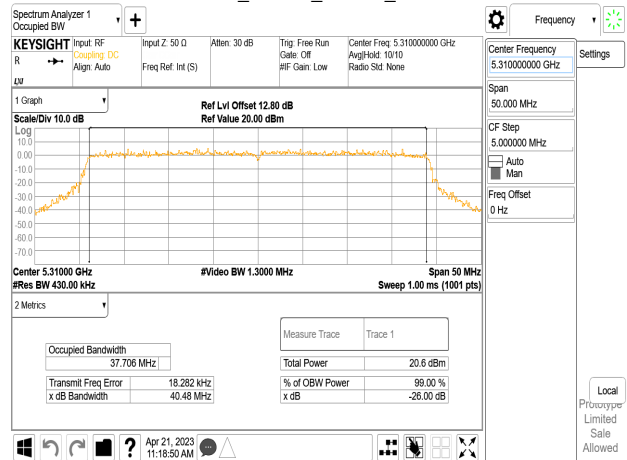 Spectrum Analyzer 1
Occupied BW
Frequency
KEYSIGHT
R
LXI
Input: RF
Coupling: DC
Align: Auto
Input Z: 50 Ω
Freq Ref: Int (S)
Atten: 30 dB
Trig: Free Run
Gate: Off
#IF Gain: Low
Center Freq: 5.310000000 GHz
Avg|Hold: 10/10
Radio Std: None
Center Frequency
5.310000000 GHz
Settings
Span
50.000 MHz
CF Step
5.000000 MHz
Auto
Man
Freq Offset
0 Hz
1 Graph
Scale/Div 10.0 dB
Ref Lvl Offset 12.80 dB
Ref Value 20.00 dBm
Log
10.0
0.00
-10.0
-20.0
-30.0
-40.0
-50.0
-60.0
-70.0
Center 5.31000 GHz
#Res BW 430.00 kHz
#Video BW 1.3000 MHz
Span 50 MHz
Sweep 1.00 ms (1001 pts)
2 Metrics
Measure Trace Trace 1
Occupied Bandwidth
37.706 MHz
Total Power 20.6 dBm
Transmit Freq Error 18.282 kHz
% of OBW Power 99.00 %
x dB Bandwidth 40.48 MHz
x dB -26.00 dB
Local
Prototype
Limited
Sale
Allowed
Apr 21, 2023
11:18:50 AM